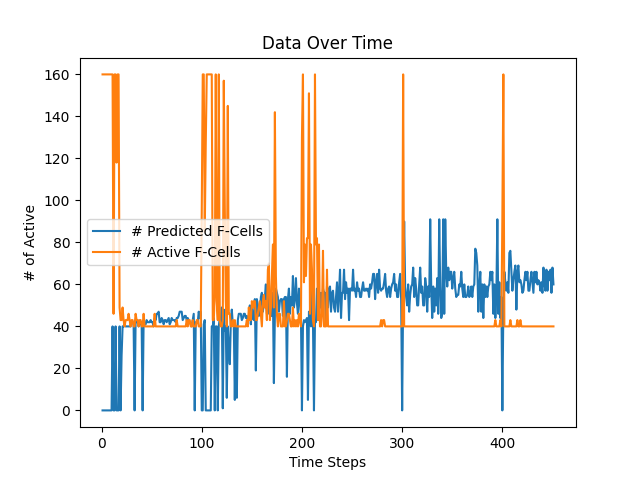 Data Over Time
# of Active
160
140
120
100
80
60
40
20
0
# Predicted F-Cells
# Active F-Cells
0 100 200 300 400
Time Steps